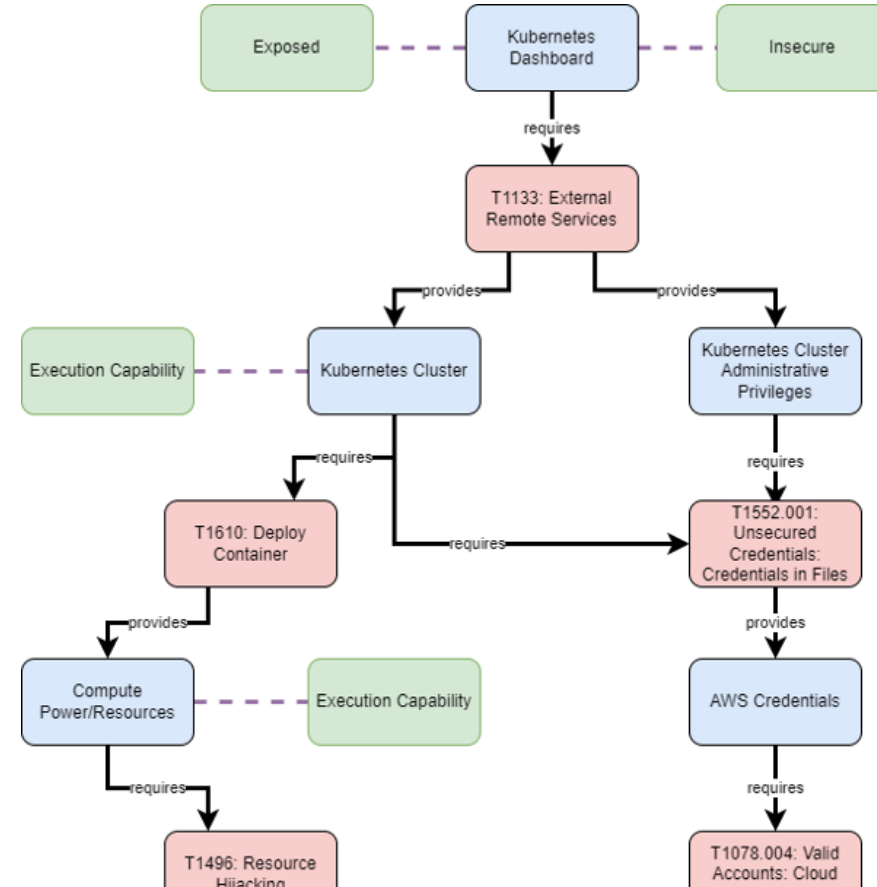 Exposed
Kubernetes
Dashboard
Insecure
requires
T1133: External
Remote Services
provides
provides
Execution Capability
Kubernetes Cluster
Kubernetes Cluster
Administrative
Privileges
requires
requires
T1610: Deploy
Container
requires
T1552.001:
Unsecured
Credentials:
Credentials in Files
provides
provides
Compute
Power/Resources
Execution Capability
AWS Credentials
requires
requires
T1496: Resource
Hijacking
T1078.004: Valid
Accounts: Cloud